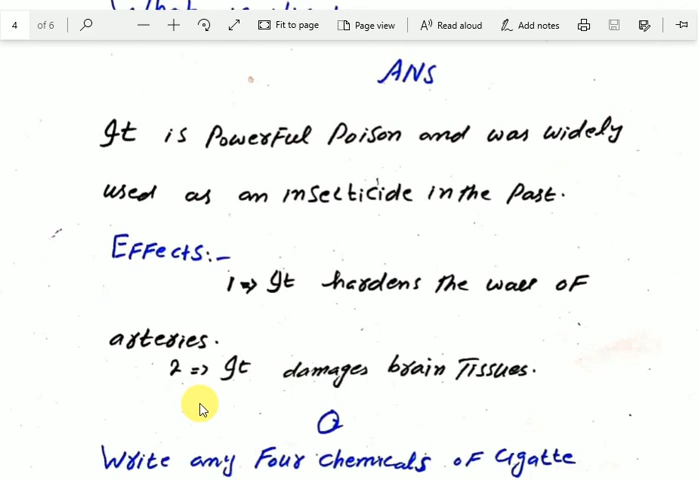 4 of 6 Fit to page Page view Read aloud Add notes
ANS
It is Powerful Poison and was widely
used as an insecticide in the Past.
Effects:-
1 => It hardens the wall of
arteries.
2 => It damages brain Tissues.
Q
Write any Four chemicals of Cigatte